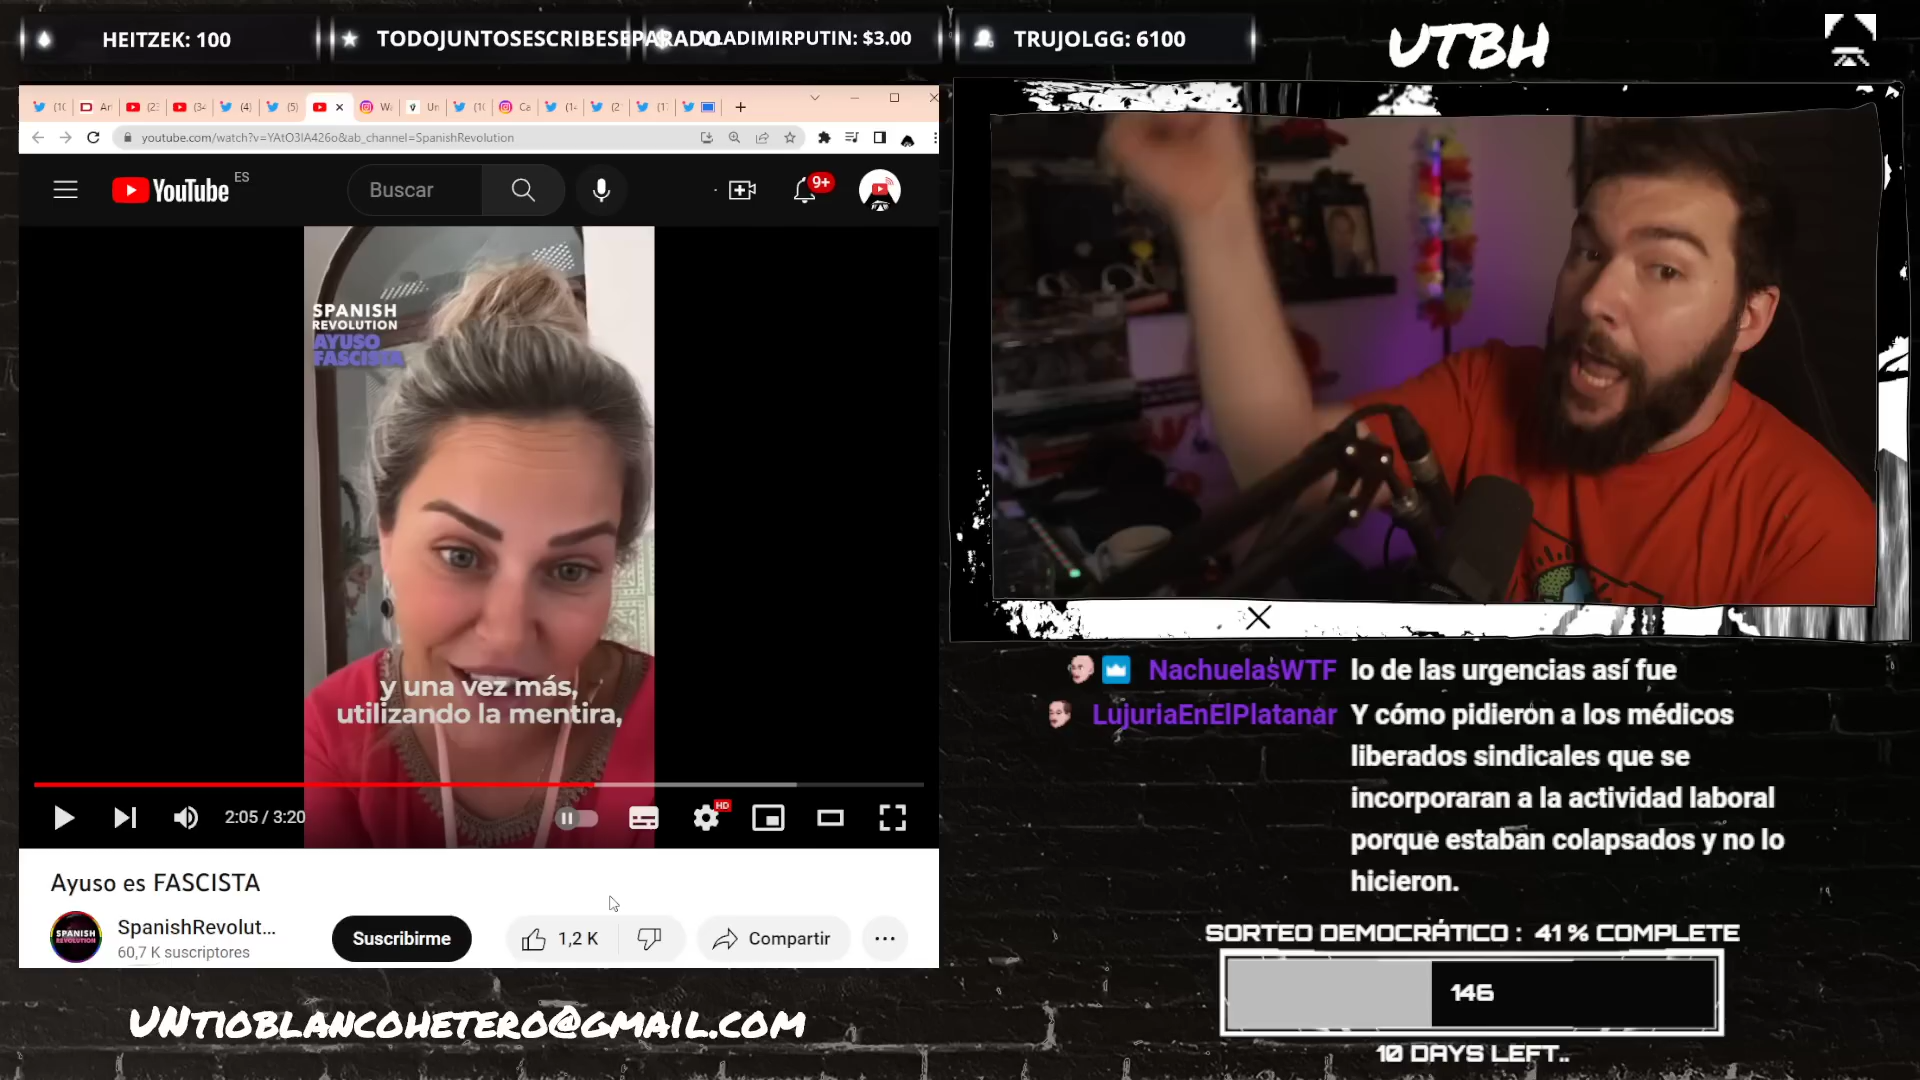 HEITZEK: 100
TODOJUNTOSESCRIBESEPARADO
VLADIMIRPUTIN: $3.00
TRUJOLGG: 6100
UTBH
youtube.com/watch?v=YAtO3IA426o&ab_channel=SpanishRevolution
YouTube ES
Buscar
9+
SPANISH
REVOLUTION
AYUSO
FASCISTA
y una vez más,
utilizando la mentira,
2:05 / 3:20
HD
Ayuso es FASCISTA
SPANISH
REVOLUTION
SpanishRevolut...
60,7 K suscriptores
Suscribirme
1,2 K
Compartir
NachuelasWTF lo de las urgencias así fue
LujuriaEnElPlatanar Y cómo pidieron a los médicos
liberados sindicales que se
incorporaran a la actividad laboral
porque estaban colapsados y no lo
hicieron.
SORTEO DEMOCRÁTICO : 41% COMPLETE
146
10 DAYS LEFT..
UNTIOBLANCOHETERO@GMAIL.COM